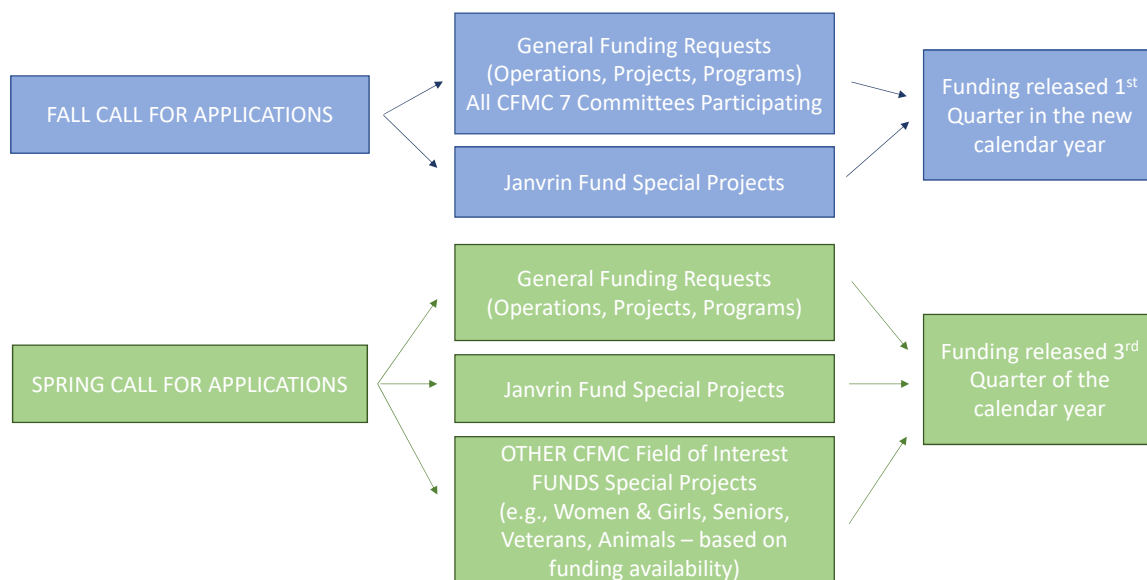 FALL CALL FOR APPLICATIONS
General Funding Requests
(Operations, Projects, Programs)
All CFMC 7 Committees Participating
Janvrin Fund Special Projects
Funding released 1st
Quarter in the new
calendar year
SPRING CALL FOR APPLICATIONS
General Funding Requests
(Operations, Projects, Programs)
Janvrin Fund Special Projects
OTHER CFMC Field of Interest
FUNDS Special Projects
(e.g., Women & Girls, Seniors,
Veterans, Animals – based on
funding availability)
Funding released 3rd
Quarter of the
calendar year